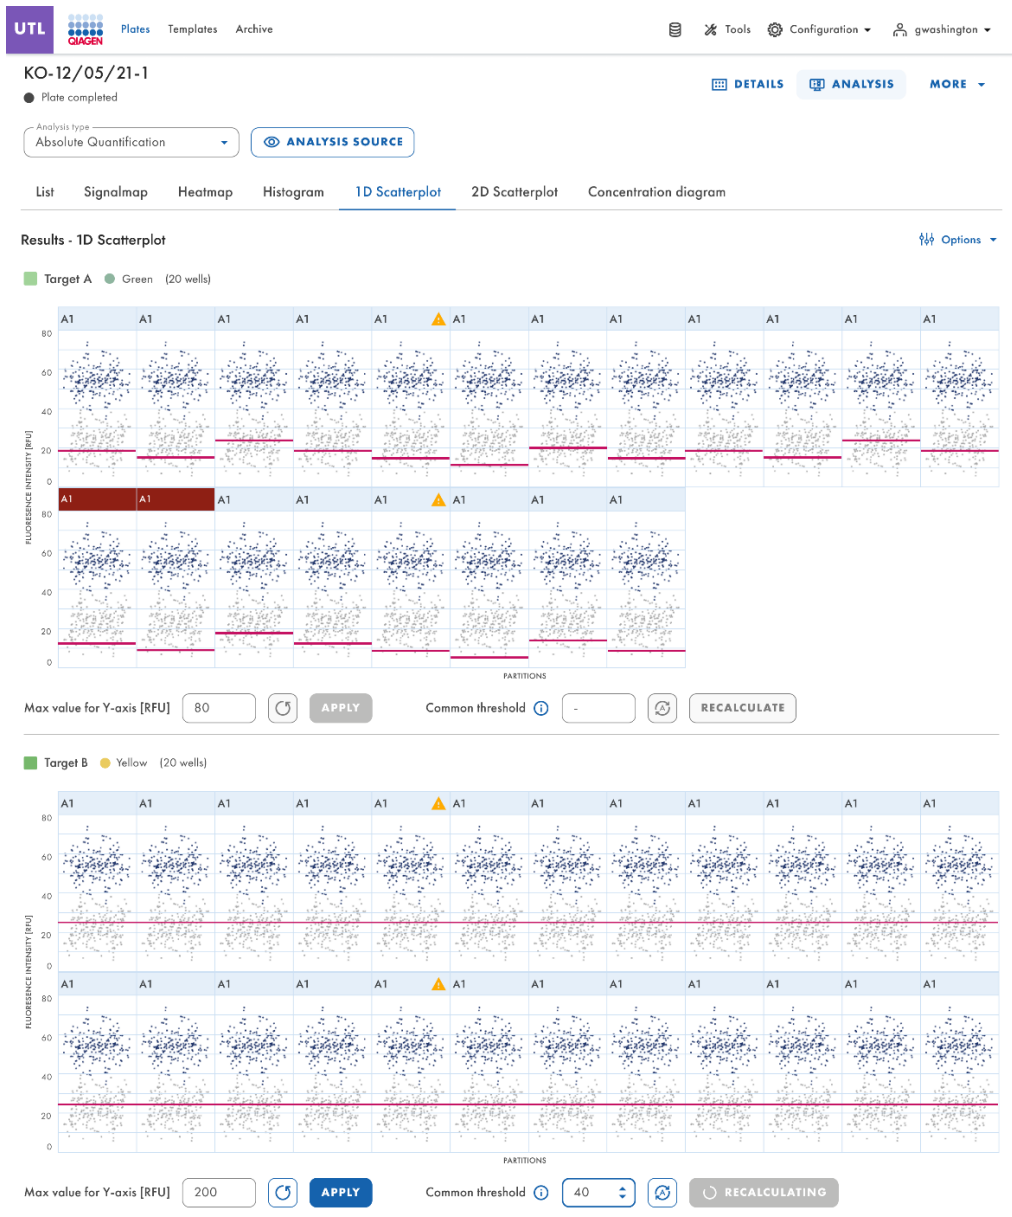 UTL QIAGEN Plates Templates Archive Tools Configuration gwashington
KO-12/05/21-1
Plate completed
DETAILS ANALYSIS MORE
Analysis type
Absolute Quantification
ANALYSIS SOURCE
List Signalmap Heatmap Histogram 1D Scatterplot 2D Scatterplot Concentration diagram
Results - 1D Scatterplot
Options
Target A Green (20 wells)
A1 A1 A1 A1 A1 A1 A1 A1 A1 A1 A1 A1
80
60
40
20
0
FLUORESENCE INTENSITY [RFU]
A1 A1 A1 A1 A1 A1 A1 A1
80
60
40
20
0
PARTITIONS
Max value for Y-axis [RFU] 80 APPLY Common threshold - RECALCULATE
Target B Yellow (20 wells)
A1 A1 A1 A1 A1 A1 A1 A1 A1 A1 A1 A1
80
60
40
20
0
FLUORESENCE INTENSITY [RFU]
A1 A1 A1 A1 A1 A1 A1 A1 A1 A1 A1 A1
80
60
40
20
0
PARTITIONS
Max value for Y-axis [RFU] 200 APPLY Common threshold 40 RECALCULATING